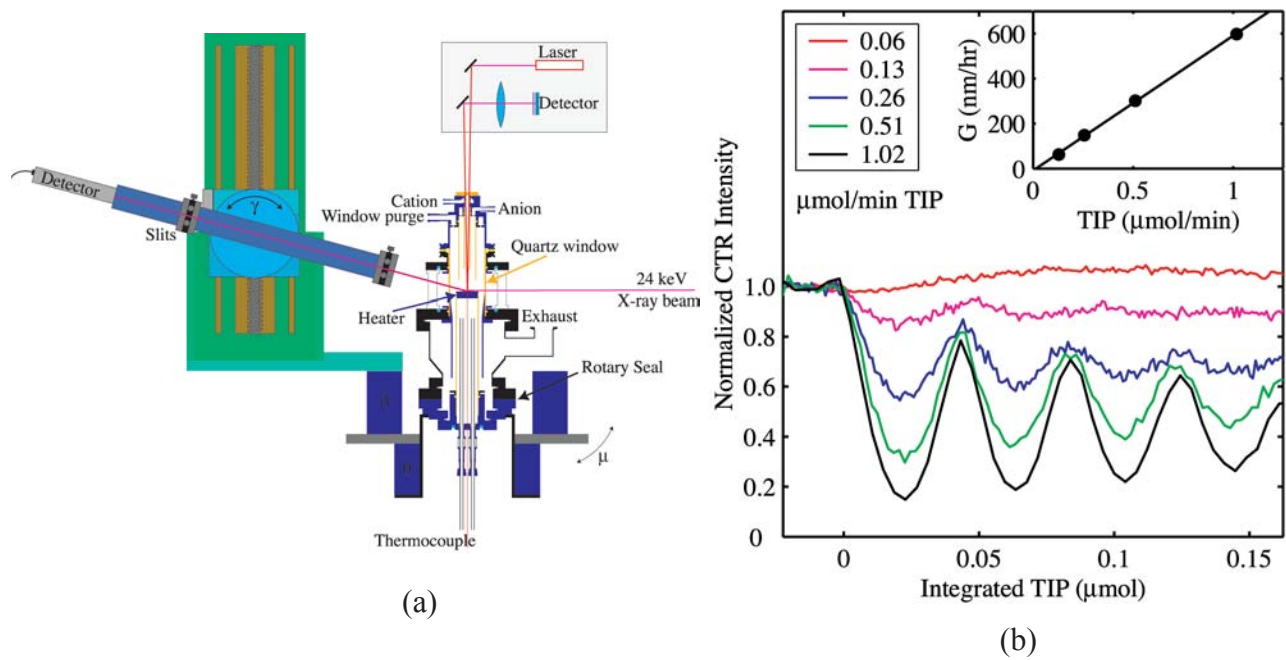 Laser
Detector
Detector
Slits
γ
Cation
Anion
Window purge
Quartz window
24 keV
X-ray beam
Heater
Exhaust
Rotary Seal
μ
Thermocouple
(a)
0.06
0.13
0.26
0.51
1.02
μmol/min TIP
G (nm/hr)
600
400
200
0
0 0.5 1
TIP (μmol/min)
Normalized CTR Intensity
1.0
0.8
0.6
0.4
0.2
0
0 0.05 0.1 0.15
Integrated TIP (μmol)
(b)